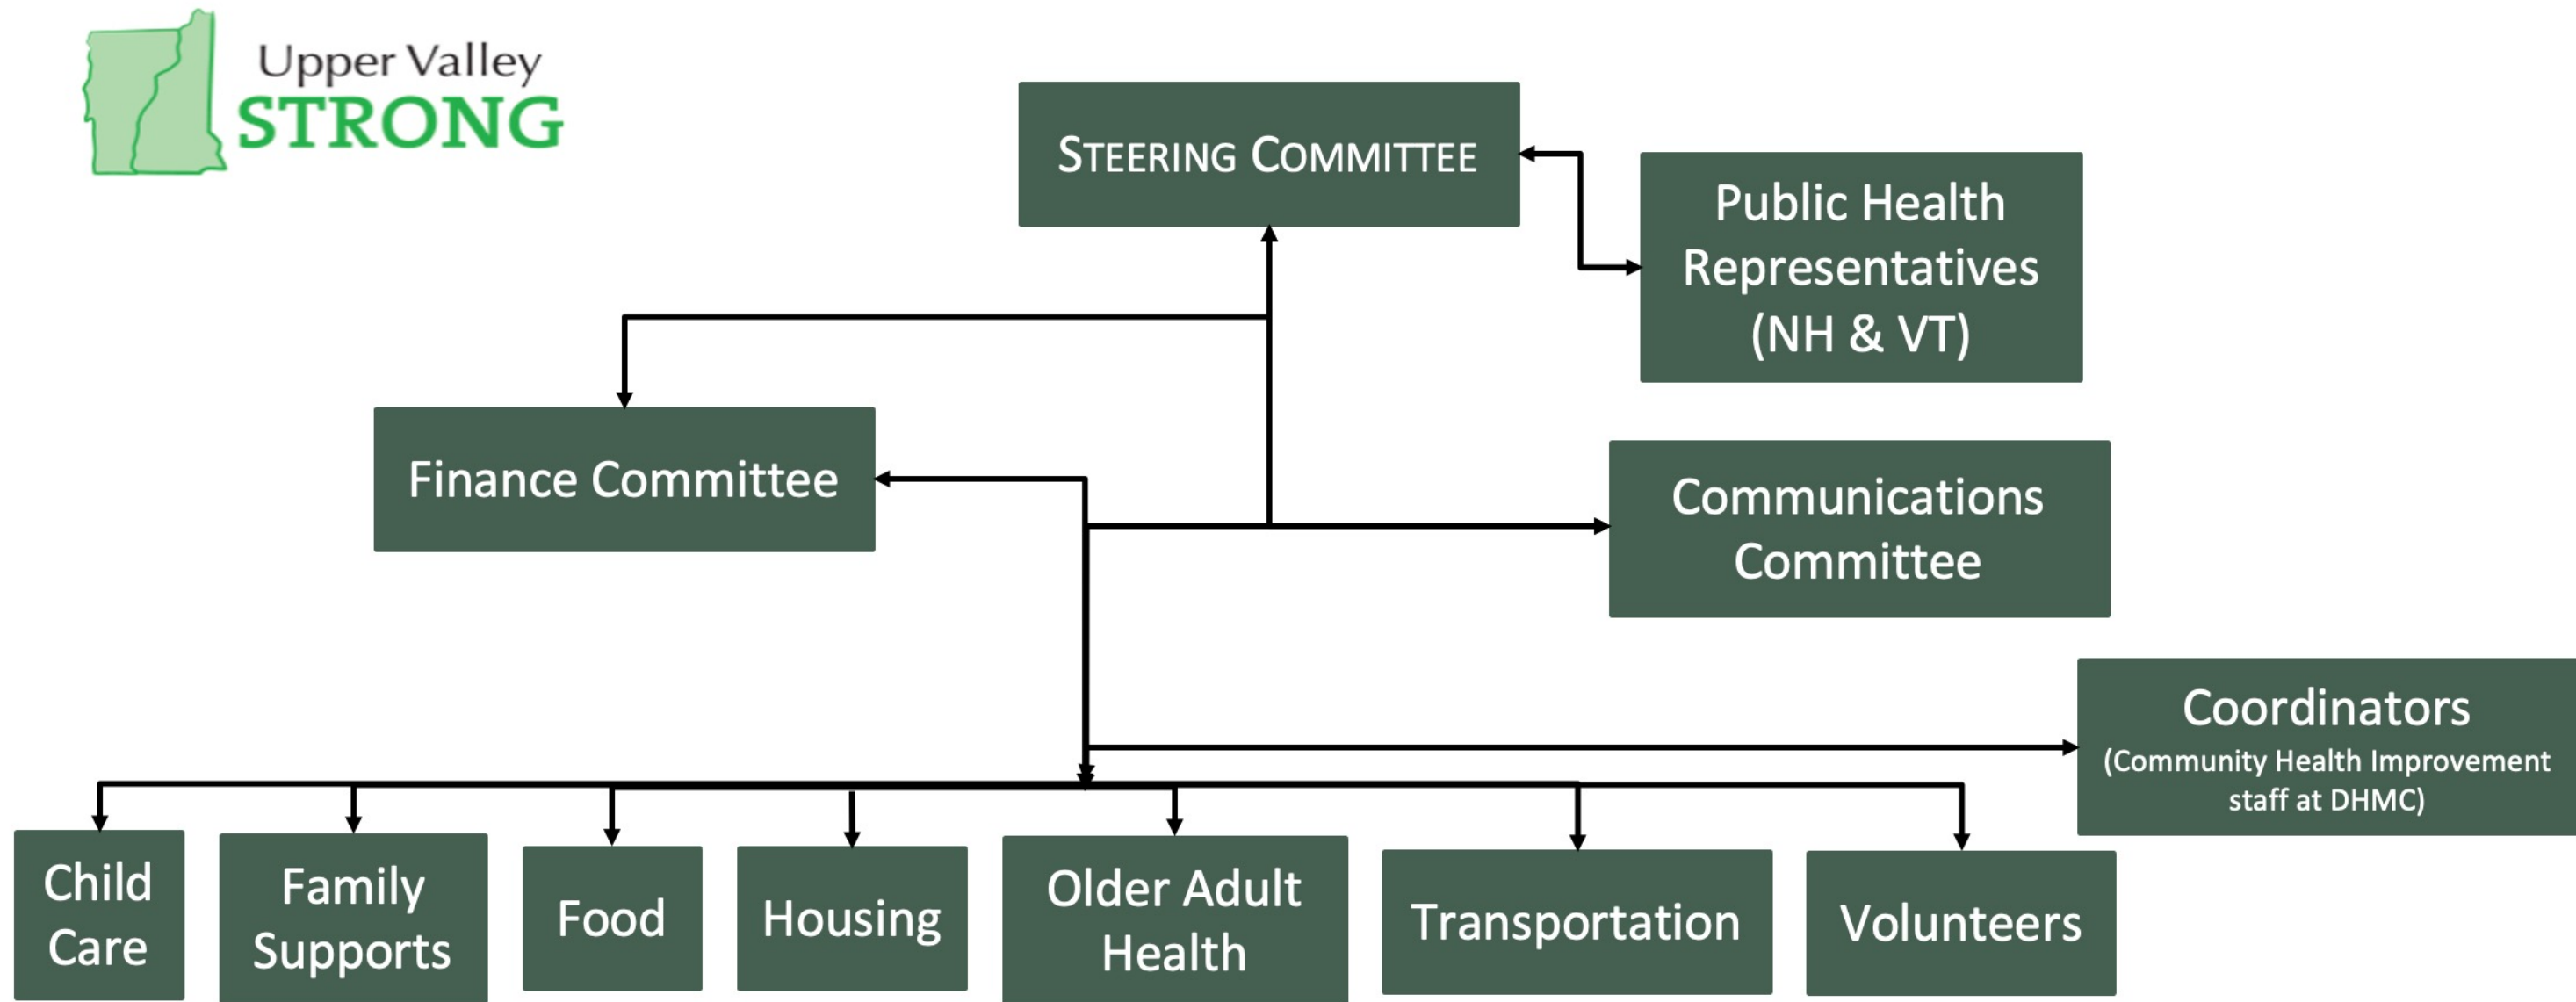 Upper Valley
STRONG
STEERING COMMITTEE
Public Health
Representatives
(NH & VT)
Finance Committee
Communications
Committee
Coordinators
(Community Health Improvement
staff at DHMC)
Child
Care
Family
Supports
Food
Housing
Older Adult
Health
Transportation
Volunteers